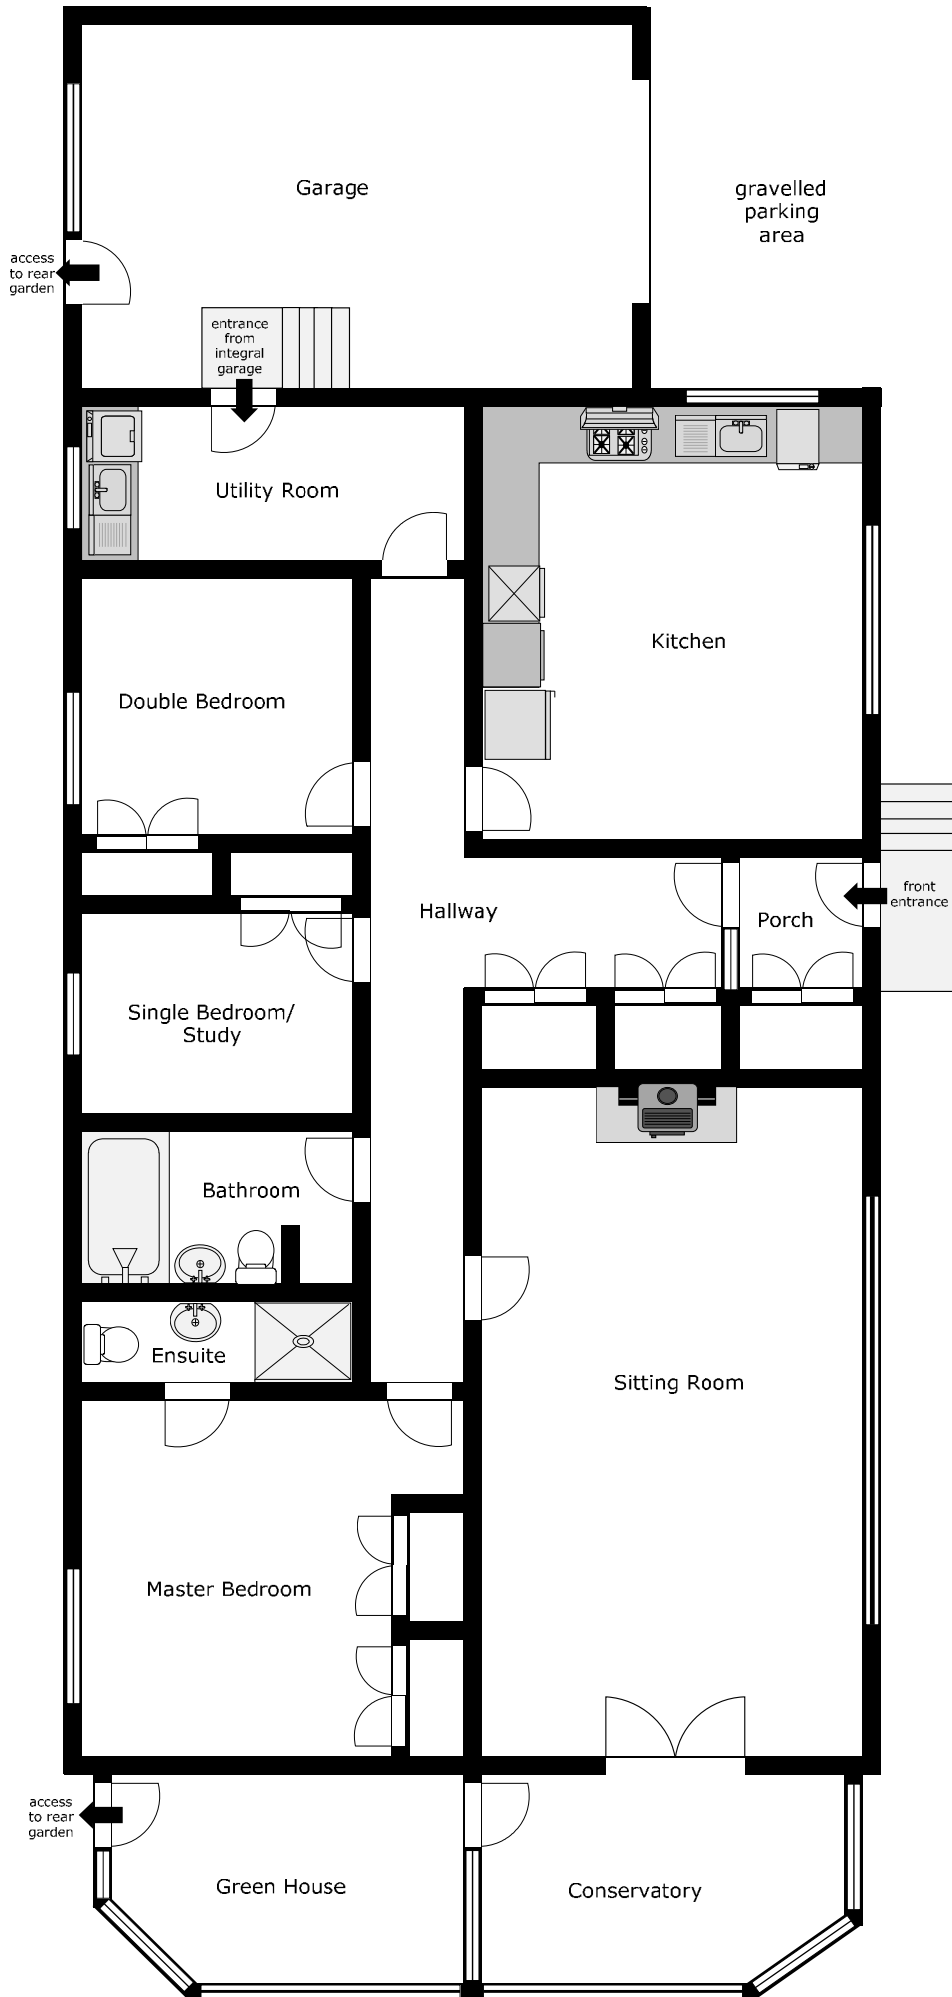 Garage
gravelled
parking
area
access
to rear
garden
entrance
from
integral
garage
Utility Room
Kitchen
Double Bedroom
front
entrance
Hallway
Porch
Single Bedroom/
Study
Bathroom
Ensuite
Sitting Room
Master Bedroom
access
to rear
garden
Green House
Conservatory